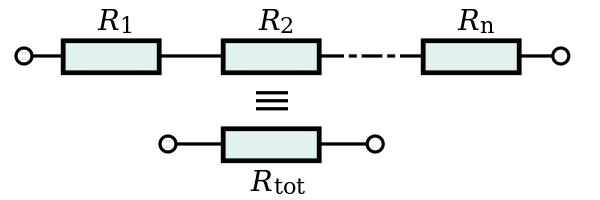 R1 R2 Rn
≡
Rtot